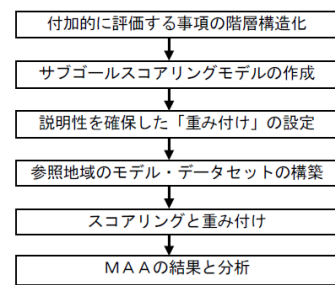 付加的に評価する事項の階層構造化
サブゴールスコアリングモデルの作成
説明性を確保した「重み付け」の設定
参照地域のモデル・データセットの構築
スコアリングと重み付け
ＭＡＡの結果と分析